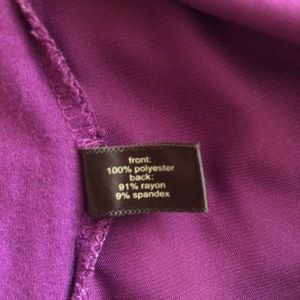 front:
100% polyester
back:
91% rayon
9% spandex